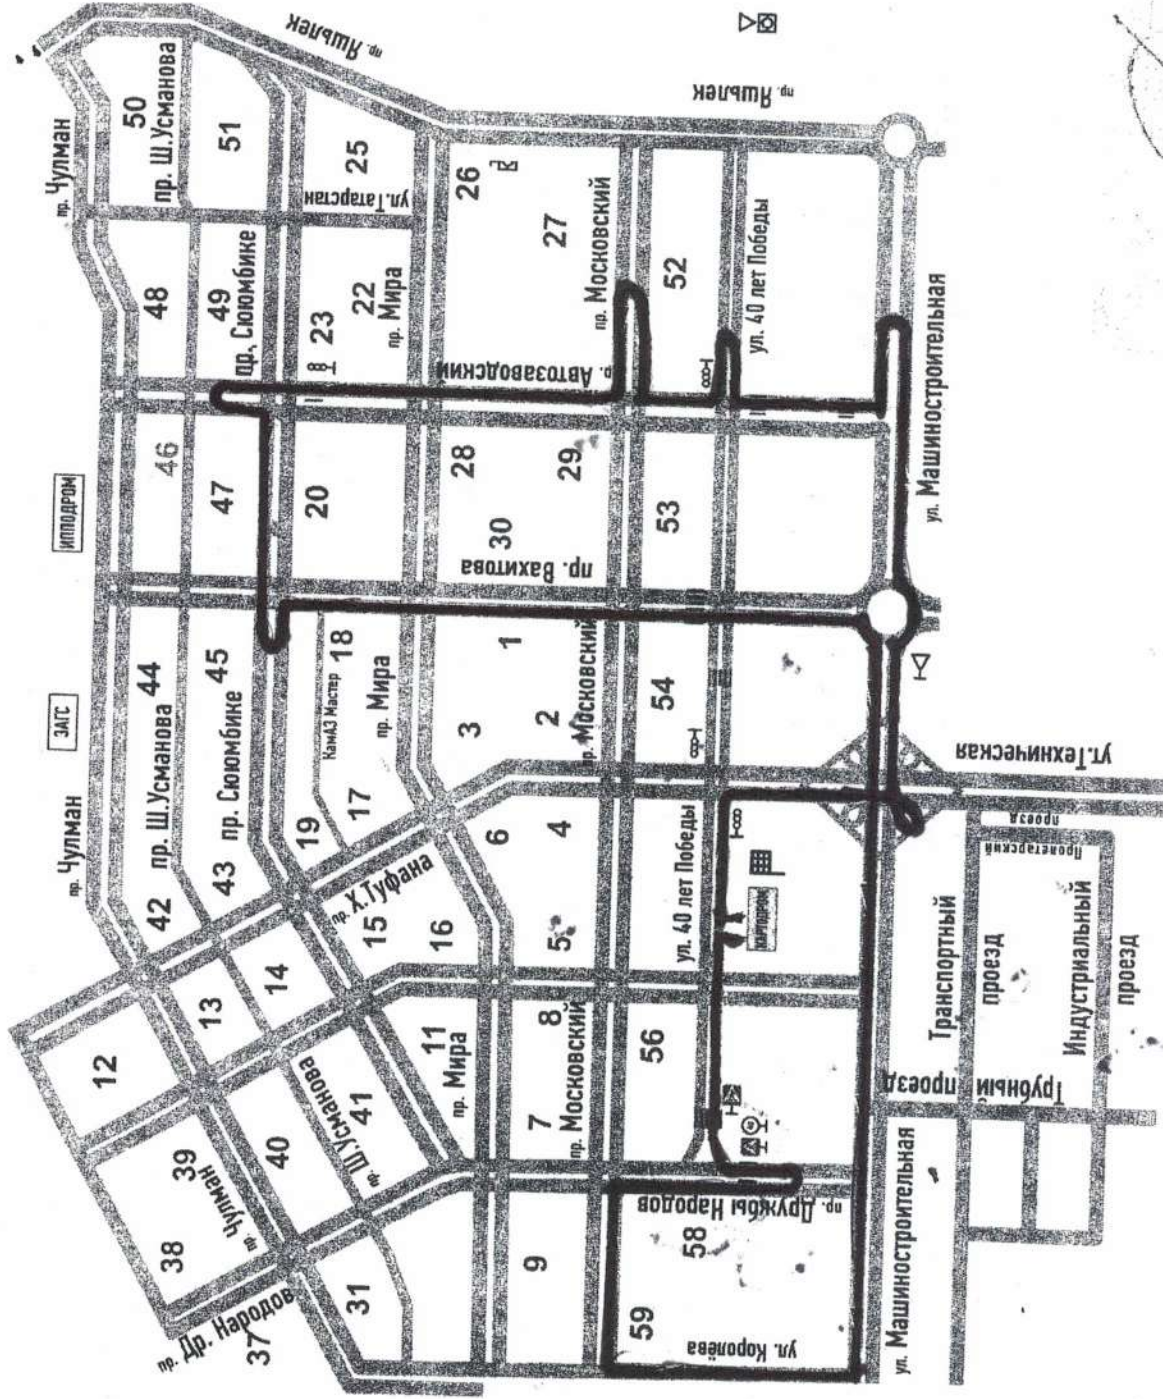 пр. Яшьлек
50
пр. Ш.Усманова
51
25
ул.Татарстан
пр. Чулман
48
49
пр. Сююмбике
23
22
пр. Мира
26
27
пр. Московский
52
ул. 40 лет Победы
пр. Яшьлек
ул. Машиностроительная
р. Автозаводский
ИППОДРОМ
46
47
20
28
29
30
53
пр. Вахитова
ЗАГС
44
пр. Ш.Усманова
45
пр. Сююмбике
КамАЗ Мастер
18
пр. Мира
17
19
1
2
3
пр. Московский
54
ул.Техническая
пр. Чулман
42
43
пр. Х.Туфана
15
16
6
4
5
ул. 40 лет Победы
КАРТОДРОМ
Пролетарский
проезд
Транспортный
проезд
Индустриальный
проезд
Трубный проезд
12
13
14
11
пр. Мира
8
7
пр. Московский
56
39
38
пр. Чулман
40
пр. Ш.Усманова
41
пр. Др. Народов
37
31
9
пр. Дружбы Народов
58
59
ул. Королёва
ул. Машиностроительная